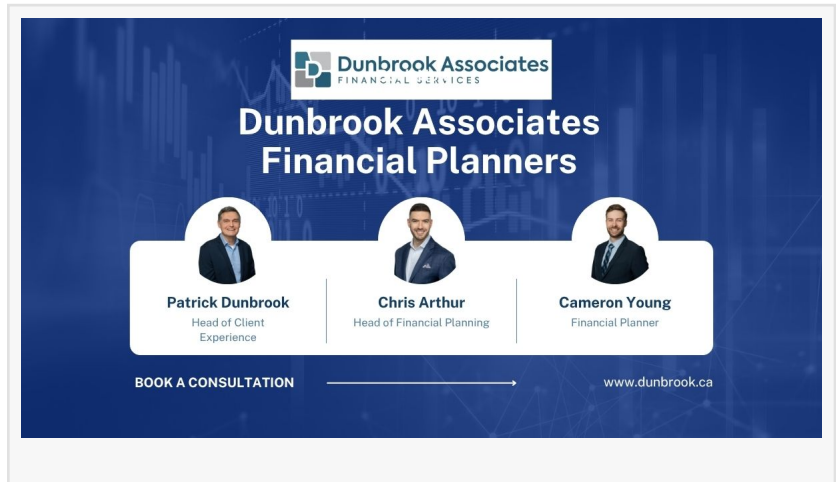 Dunbrook Associates
FINANCIAL SERVICES
Dunbrook Associates
Financial Planners
Patrick Dunbrook
Head of Client
Experience
Chris Arthur
Head of Financial Planning
Cameron Young
Financial Planner
BOOK A CONSULTATION
www.dunbrook.ca